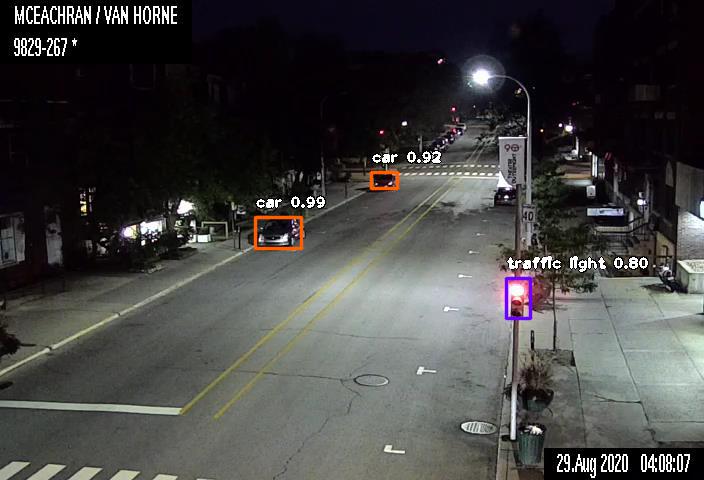 MCEACHRAN / VAN HORNE
9829-267 *
car 0.92
car 0.99
40
traffic light 0.80
29.Aug 2020 04:08:07